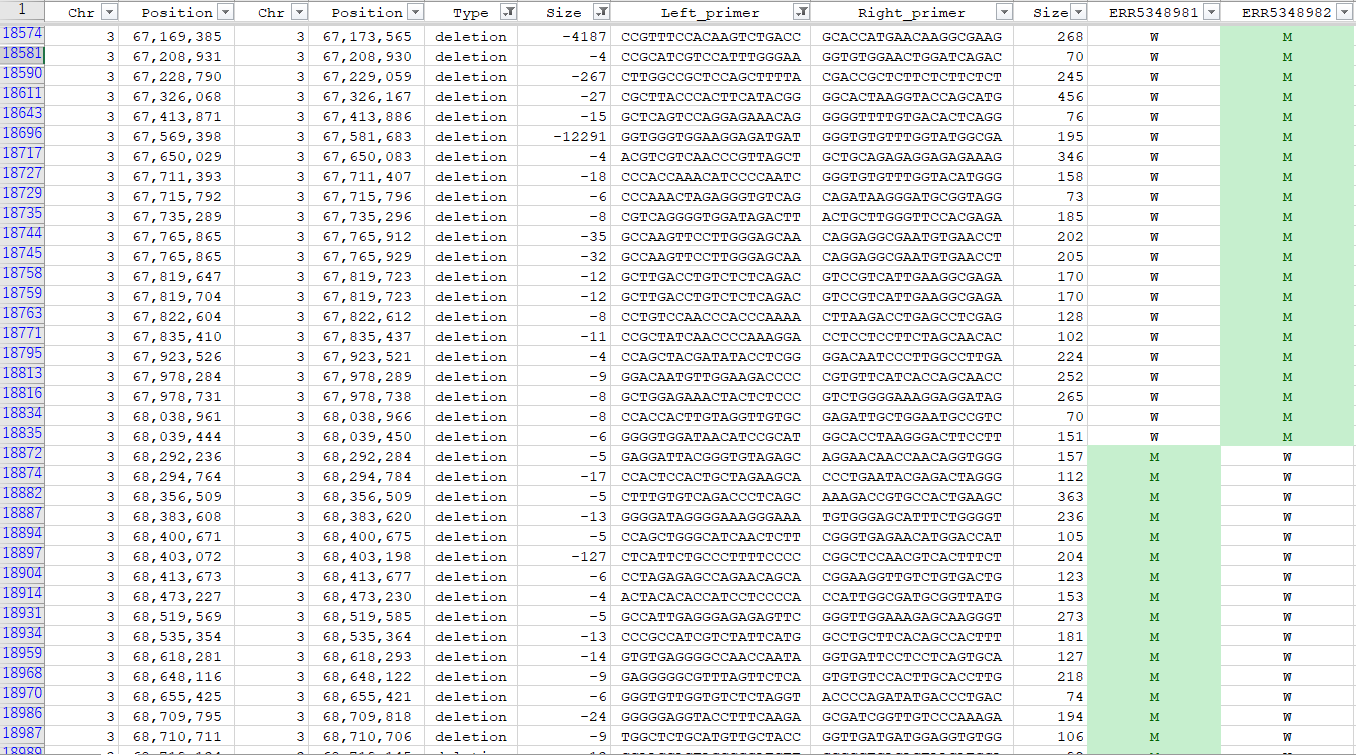 1 Chr Position Chr Position Type Size Left_primer Right_primer Size ERR5348981 ERR5348982
18574 3 67,169,385 3 67,173,565 deletion -4187 CCGTTTCCACAAGTCTGACC GCACCATGAACAAGGCGAAG 268 W M
18581 3 67,208,931 3 67,208,930 deletion -4 CCGCATCGTCCATTTGGGAA GGTGTGGAACTGGATCAGAC 70 W M
18590 3 67,228,790 3 67,229,059 deletion -267 CTTGGCCGCTCCAGCTTTTA CGACCGCTCTTCTCTTCTCT 245 W M
18611 3 67,326,068 3 67,326,167 deletion -27 CGCTTACCCACTTCATACGG GGCACTAAGGTACCAGCATG 456 W M
18643 3 67,413,871 3 67,413,886 deletion -15 GCTCAGTCCAGGAGAAACAG GGGGTTTTGTGACACTCAGG 76 W M
18696 3 67,569,398 3 67,581,683 deletion -12291 GGTGGGTGGAAGGAGATGAT GGGTGTGTTTGGTATGGCGA 195 W M
18717 3 67,650,029 3 67,650,083 deletion -4 ACGTCGTCAACCCGTTAGCT GCTGCAGAGAGGAGAGAAAG 346 W M
18727 3 67,711,393 3 67,711,407 deletion -18 CCCACCAAACATCCCCAATC GGGTGTGTTTGGTACATGGG 158 W M
18729 3 67,715,792 3 67,715,796 deletion -6 CCCAAACTAGAGGGTGTCAG CAGATAAGGGATGCGGTAGG 73 W M
18735 3 67,735,289 3 67,735,296 deletion -8 CGTCAGGGGTGGATAGACTT ACTGCTTGGGTTCCACGAGA 185 W M
18744 3 67,765,865 3 67,765,912 deletion -35 GCCAAGTTCCTTGGGAGCAA CAGGAGGCGAATGTGAACCT 202 W M
18745 3 67,765,865 3 67,765,929 deletion -32 GCCAAGTTCCTTGGGAGCAA CAGGAGGCGAATGTGAACCT 205 W M
18758 3 67,819,647 3 67,819,723 deletion -12 GCTTGACCTGTCTCTCAGAC GTCCGTCATTGAAGGCGAGA 170 W M
18759 3 67,819,704 3 67,819,723 deletion -12 GCTTGACCTGTCTCTCAGAC GTCCGTCATTGAAGGCGAGA 170 W M
18763 3 67,822,604 3 67,822,612 deletion -8 CCTGTCCAACCCACCCAAAA CTTAAGACCTGAGCCTCGAG 128 W M
18771 3 67,835,410 3 67,835,437 deletion -11 CCGCTATCAACCCCAAAGGA CCTCCTCCTTCTAGCAACAC 102 W M
18795 3 67,923,526 3 67,923,521 deletion -4 CCAGCTACGATATACCTCGG GGACAATCCCTTGGCCTTGA 224 W M
18813 3 67,978,284 3 67,978,289 deletion -9 GGACAATGTTGGAAGACCCC CGTGTTCATCACCAGCAACC 252 W M
18816 3 67,978,731 3 67,978,738 deletion -8 GCTGGAGAAACTACTCTCCC GTCTGGGGAAAGGAGGATAG 265 W M
18834 3 68,038,961 3 68,038,966 deletion -8 CCACCACTTGTAGGTTGTGC GAGATTGCTGGAATGCCGTC 70 W M
18835 3 68,039,444 3 68,039,450 deletion -6 GGGGTGGATAACATCCGCAT GGCACCTAAGGGACTTCCTT 151 W M
18872 3 68,292,236 3 68,292,284 deletion -5 GAGGATTACGGGTGTAGAGC AGGAACAACCAACAGGTGGG 157 M W
18874 3 68,294,764 3 68,294,784 deletion -17 CCACTCCACTGCTAGAAGCA CCCTGAATACGAGACTAGGG 112 M W
18882 3 68,356,509 3 68,356,509 deletion -5 CTTTGTGTCAGACCCTCAGC AAAGACCGTGCCACTGAAGC 363 M W
18887 3 68,383,608 3 68,383,620 deletion -13 GGGGATAGGGGAAAGGGAAA TGTGGGAGCATTTCTGGGGT 236 M W
18894 3 68,400,671 3 68,400,675 deletion -5 CCAGCTGGGCATCAACTCTT CGGGTGAGAACATGGACCAT 105 M W
18897 3 68,403,072 3 68,403,198 deletion -127 CTCATTCTGCCCTTTTCCCC CGGCTCCAACGTCACTTTCT 204 M W
18904 3 68,413,673 3 68,413,677 deletion -6 CCTAGAGAGCCAGAACAGCA CGGAAGGTTGTCTGTGACTG 123 M W
18914 3 68,473,227 3 68,473,230 deletion -4 ACTACACACCATCCTCCCCA CCATTGGCGATGCGGTTATG 153 M W
18931 3 68,519,569 3 68,519,585 deletion -5 GCCATTGAGGGAGAGAGTTC GGGTTGGAAAGAGCAAGGGT 273 M W
18934 3 68,535,354 3 68,535,364 deletion -13 CCCGCCATCGTCTATTCATG GCCTGCTTCACAGCCACTTT 181 M W
18959 3 68,618,281 3 68,618,293 deletion -14 GTGTGAGGGGCCAACCAATA GGTGATTCCTCCTCAGTGCA 127 M W
18968 3 68,648,116 3 68,648,122 deletion -9 GAGGGGGCGTTTAGTTCTCA GTGTGTCCACTTGCACCTTG 218 M W
18970 3 68,655,425 3 68,655,421 deletion -6 GGGTGTTGGTGTCTCTAGGT ACCCCAGATATGACCCTGAC 74 M W
18986 3 68,709,795 3 68,709,818 deletion -24 GGGGGAGGTACCTTTCAAGA GCGATCGGTTGTCCCAAAGA 194 M W
18987 3 68,710,711 3 68,710,706 deletion -9 TGGCTCTGCATGTTGCTACC GGTTGATGATGGAGGTGTGG 106 M W